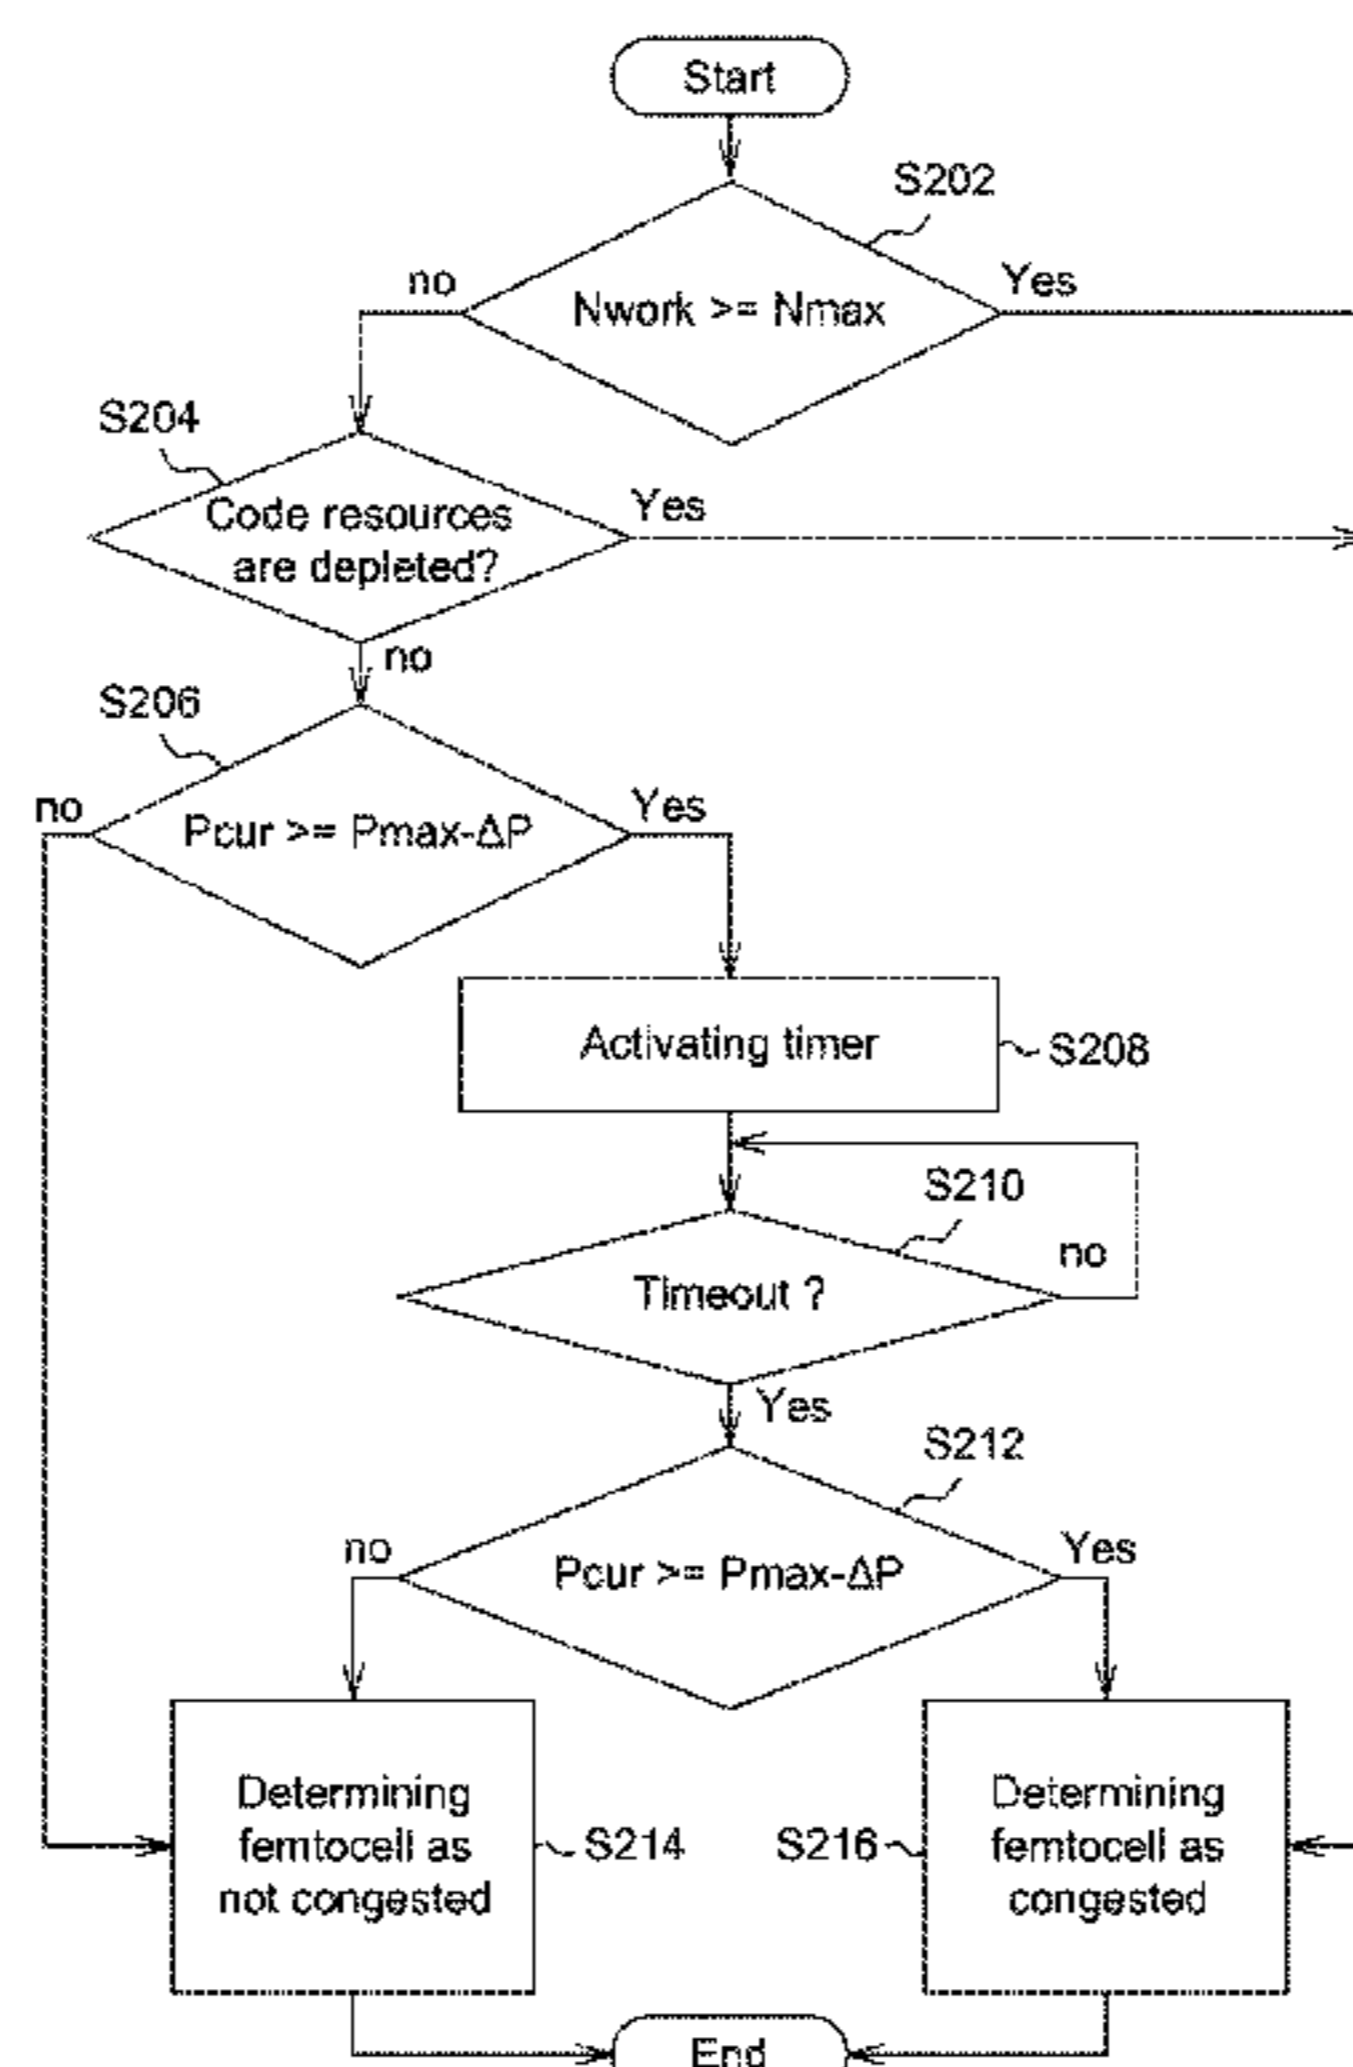 Start
S202
no
Yes
Nwork >= Nmax
S204
Code resources
are depleted?
Yes
no
S206
no
Pcur >= Pmax-ΔP
Yes
Activating timer
S208
S210
Timeout ?
no
Yes
S212
no
Pcur >= Pmax-ΔP
Yes
Determining
femtocell as
not congested
S214
S216
Determining
femtocell as
congested
End